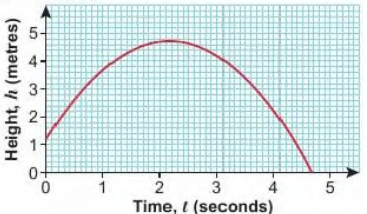 Height, h (metres)
5
4
3
2
1
0
0 1 2 3 4 5
Time, t (seconds)